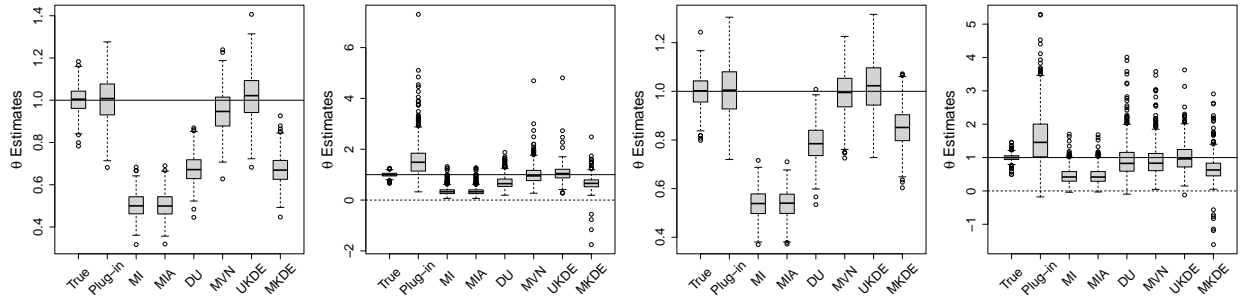 θ Estimates
1.4
1.2
1.0
0.8
0.6
0.4
True
Plug−in
MI
MIA
DU
MVN
UKDE
MKDE
θ Estimates
6
4
2
0
−2
True
Plug−in
MI
MIA
DU
MVN
UKDE
MKDE
θ Estimates
1.2
1.0
0.8
0.6
0.4
True
Plug−in
MI
MIA
DU
MVN
UKDE
MKDE
θ Estimates
5
4
3
2
1
0
−1
True
Plug−in
MI
MIA
DU
MVN
UKDE
MKDE